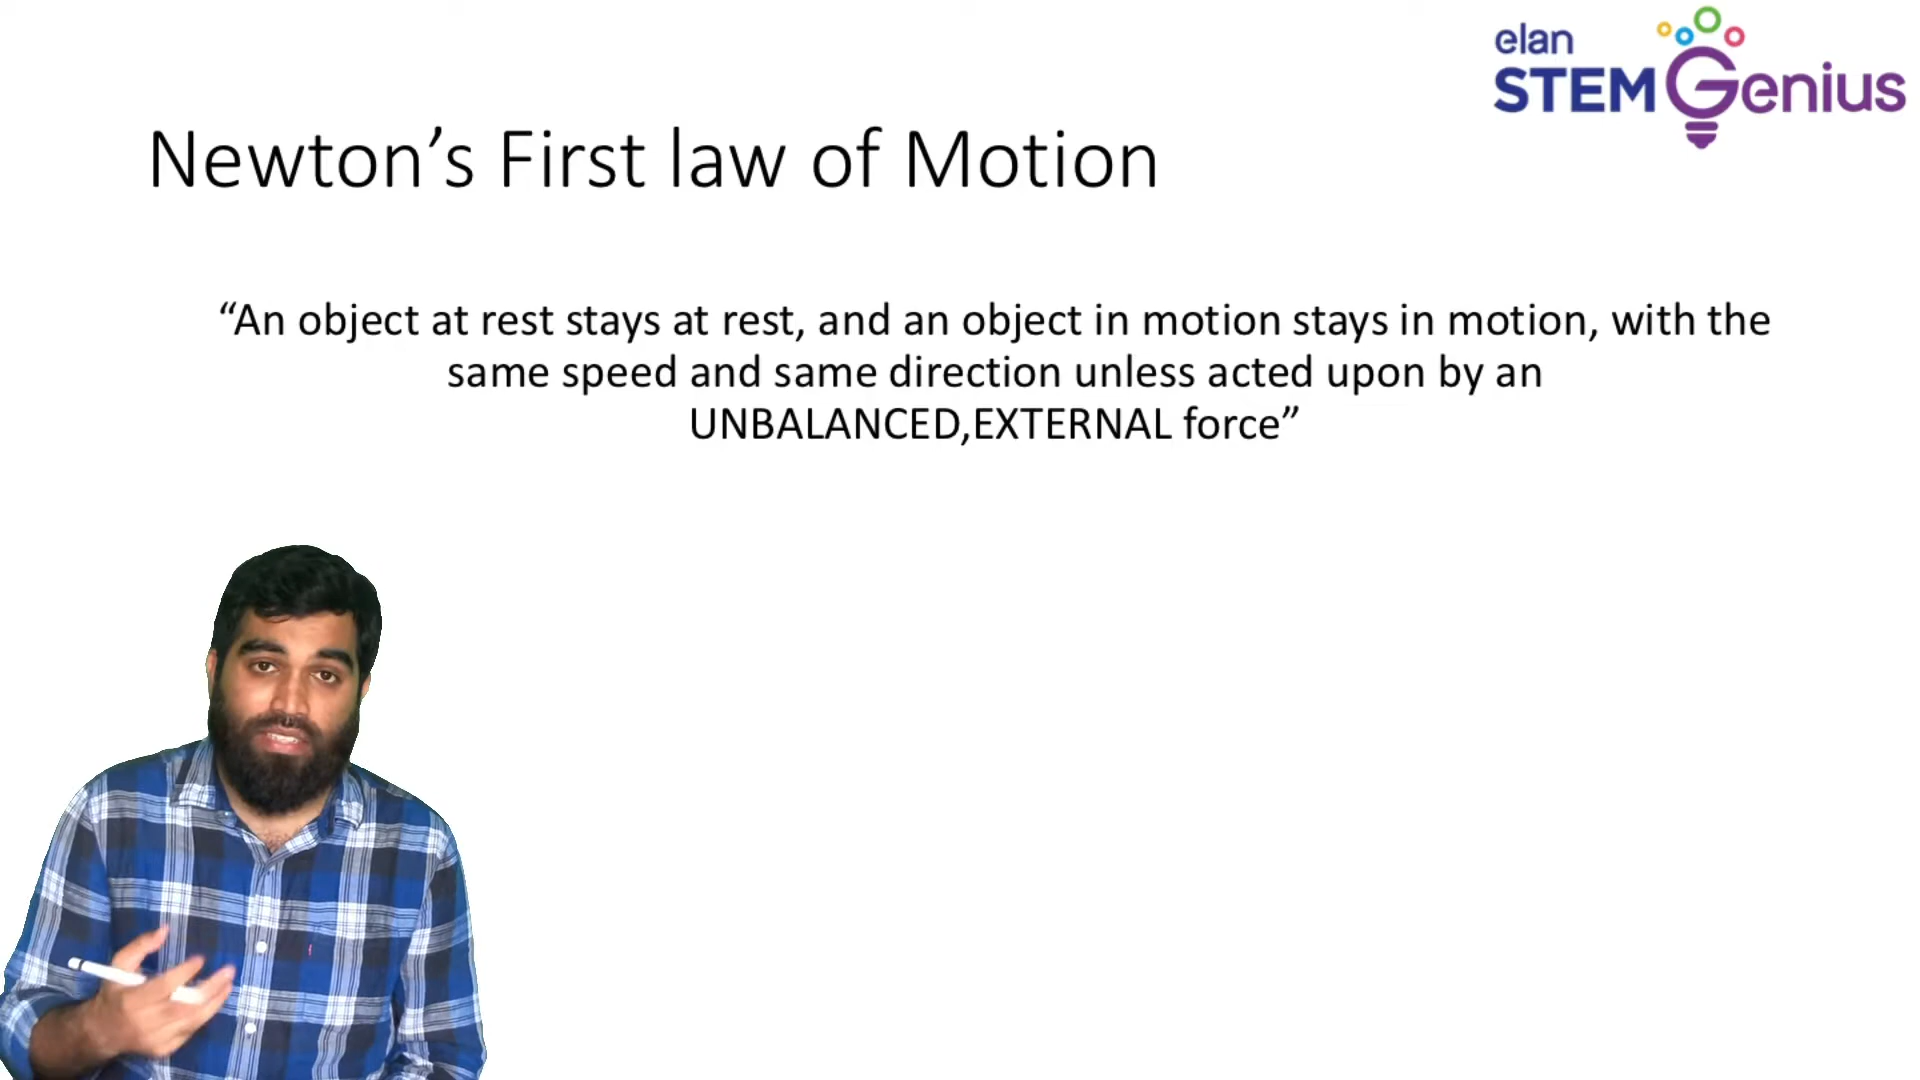 elan
STEMGenius
Newton’s First law of Motion
“An object at rest stays at rest, and an object in motion stays in motion, with the
same speed and same direction unless acted upon by an
UNBALANCED,EXTERNAL force”